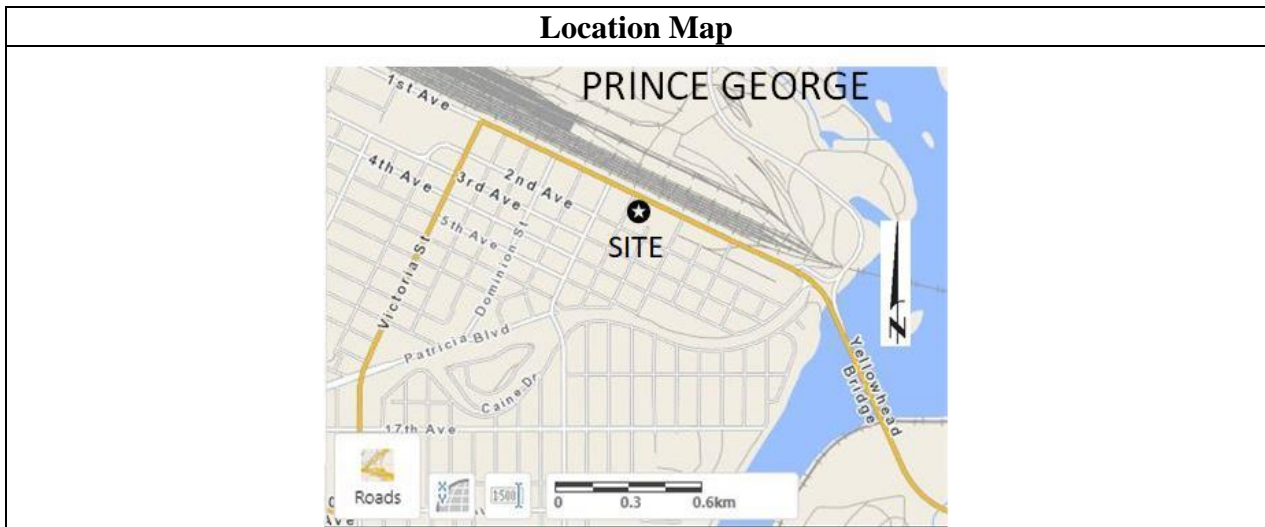 Location Map
PRINCE GEORGE
1st Ave
2nd Ave
3rd Ave
4th Ave
5th Ave
SITE
Dominion St
Victoria St
Patricia Blvd
Caine Dr
Yellowhead
Bridge
17th Ave
N
Roads
X
Y
1500
0 0.3 0.6km
Ave